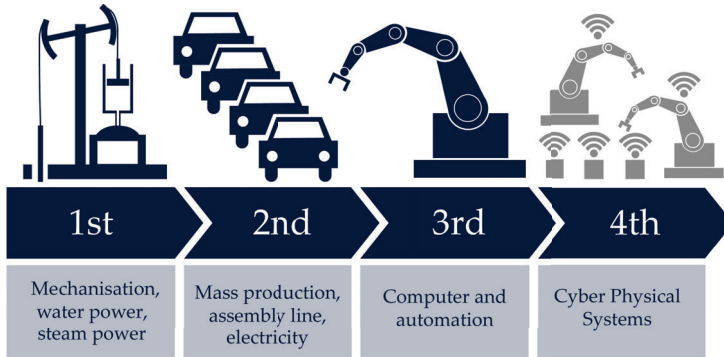 1st
2nd
3rd
4th
Mechanisation,
water power,
steam power
Mass production,
assembly line,
electricity
Computer and
automation
Cyber Physical
Systems